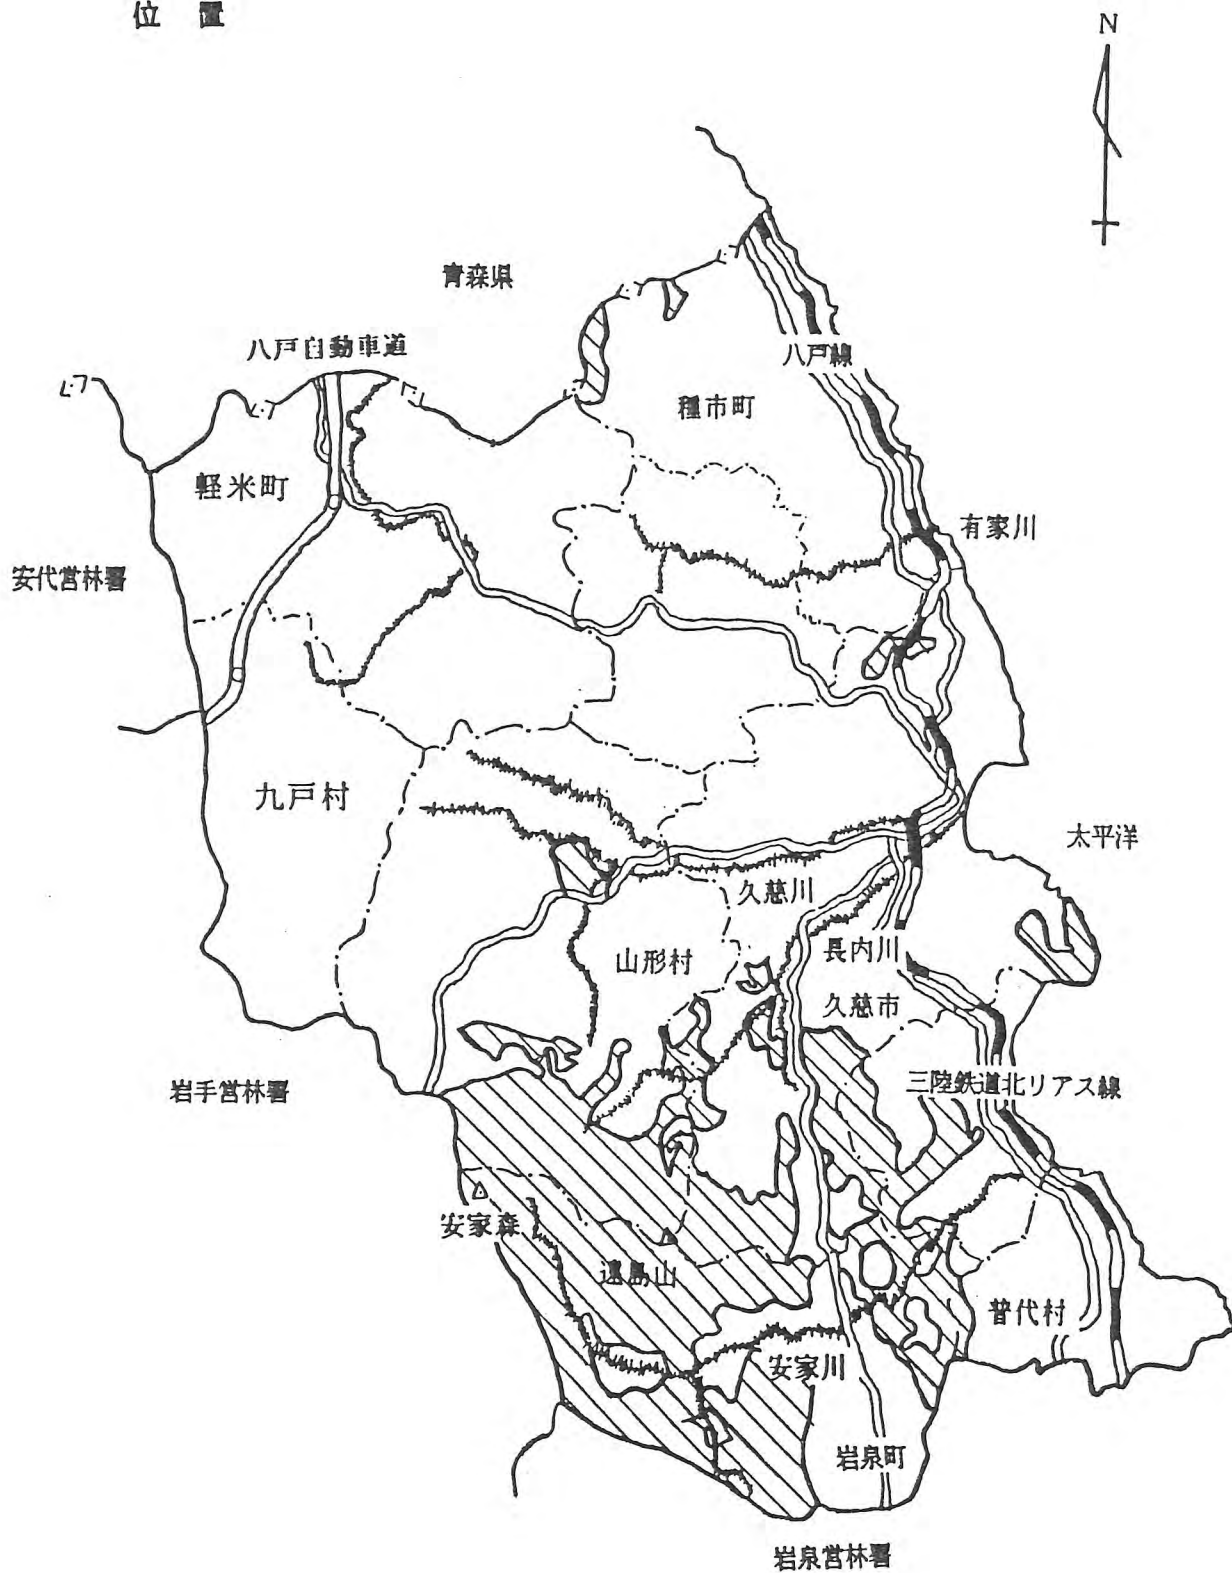 位置
N
青森県
八戸自動車道
八戸線
種市町
軽米町
有家川
安代営林署
九戸村
太平洋
久慈川
長内川
山形村
久慈市
三陸鉄道北リアス線
岩手営林署
安家森
遠島山
普代村
安家川
岩泉町
岩泉営林署